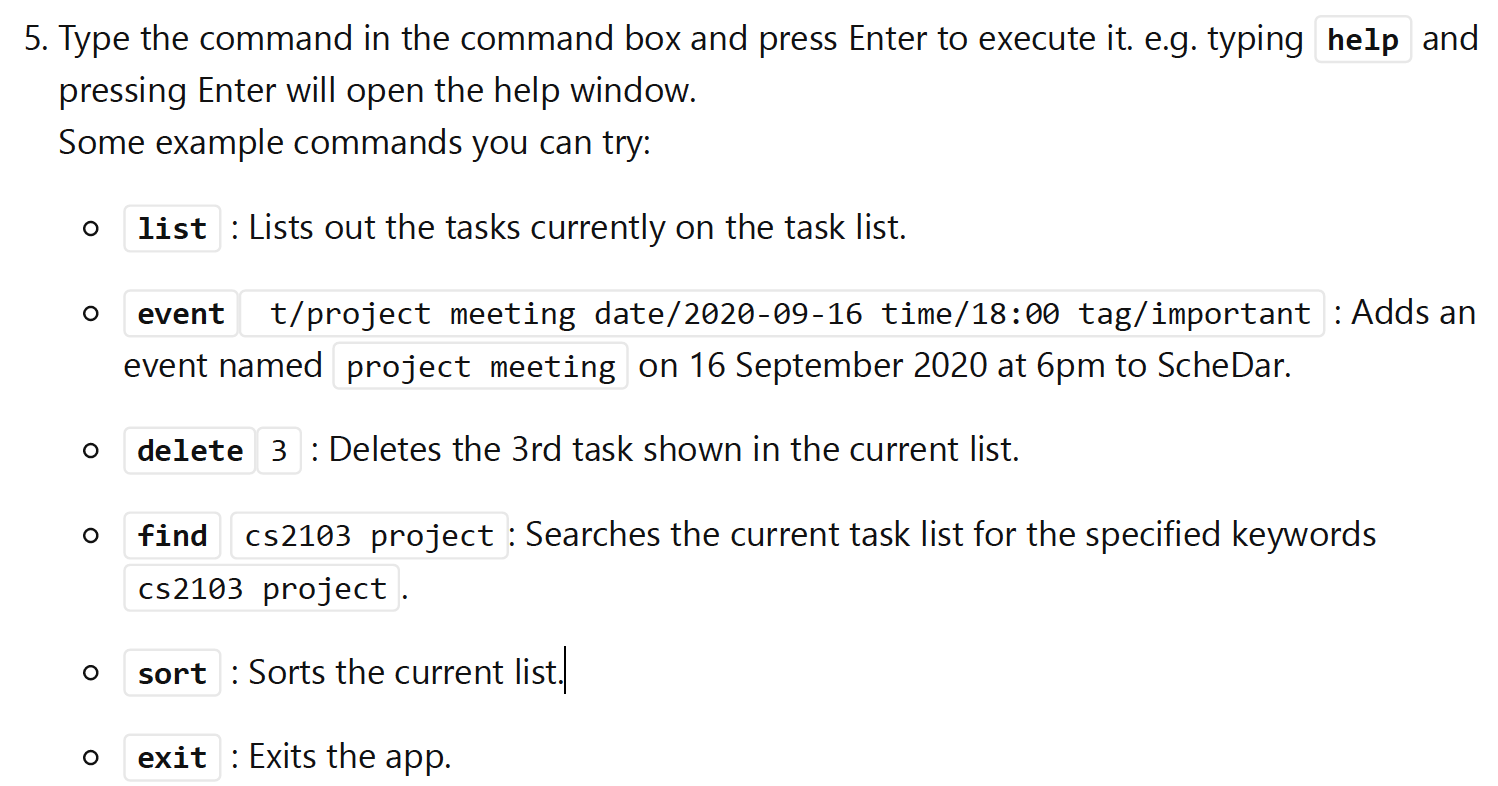 5. Type the command in the command box and press Enter to execute it. e.g. typing help and
pressing Enter will open the help window.
Some example commands you can try:
list : Lists out the tasks currently on the task list.
event t/project meeting date/2020-09-16 time/18:00 tag/important : Adds an
event named project meeting on 16 September 2020 at 6pm to ScheDar.
delete 3 : Deletes the 3rd task shown in the current list.
find cs2103 project : Searches the current task list for the specified keywords
cs2103 project .
sort : Sorts the current list.
exit : Exits the app.